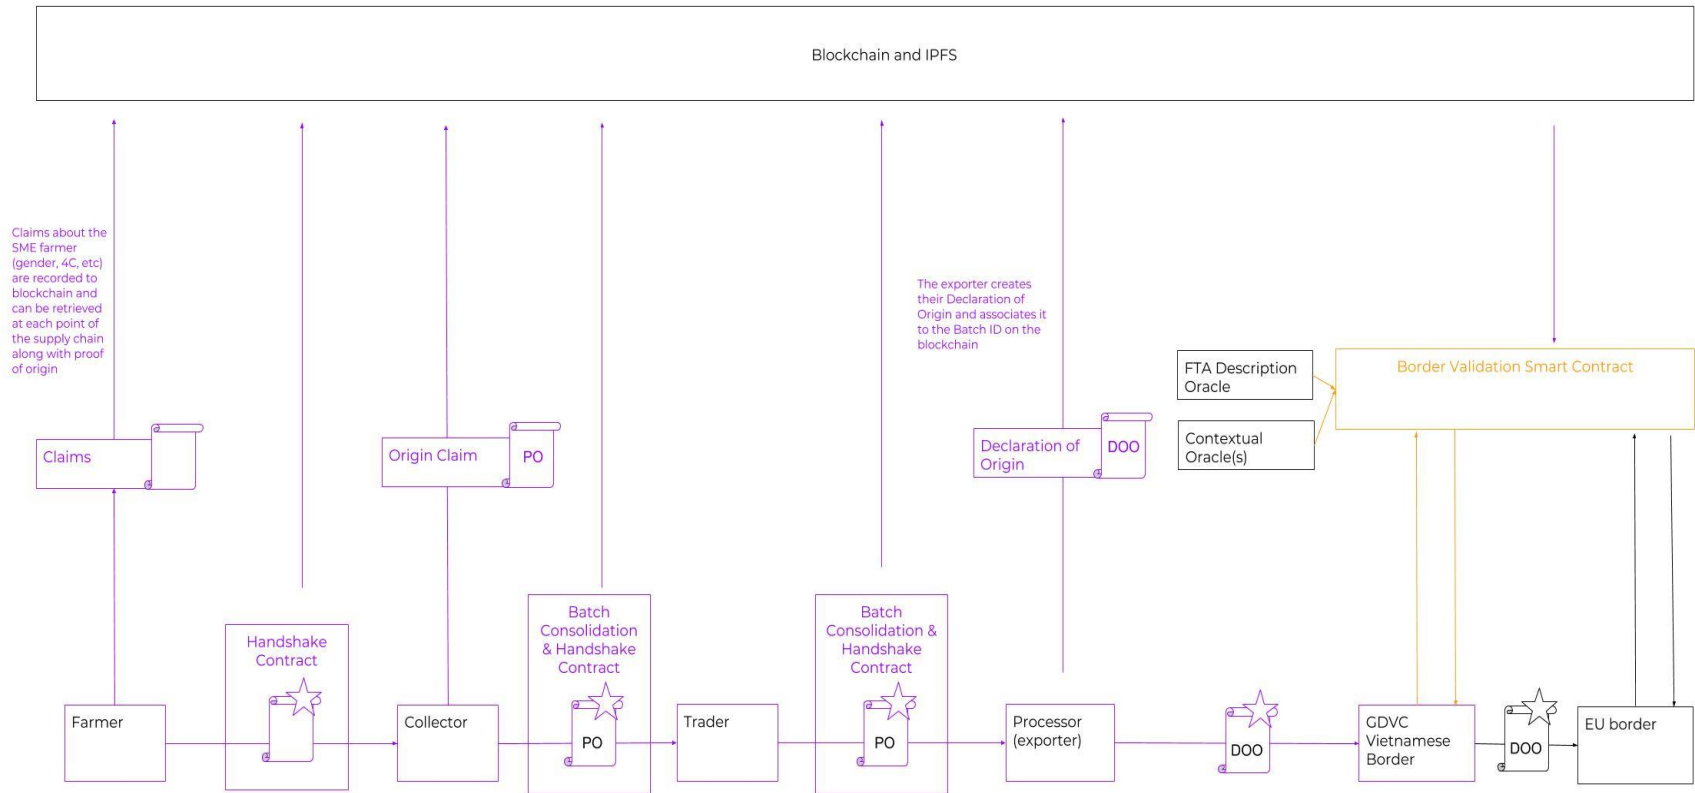 Blockchain and IPFS
Claims about the
SME farmer
(gender, 4C, etc)
are recorded to
blockchain and
can be retrieved
at each point of
the supply chain
along with proof
of origin
The exporter creates
their Declaration of
Origin and associates it
to the Batch ID on the
blockchain
FTA Description
Oracle
Contextual
Oracle(s)
Border Validation Smart Contract
Claims
Origin Claim
PO
Declaration of
Origin
DOO
Handshake
Contract
Batch
Consolidation
& Handshake
Contract
PO
Batch
Consolidation &
Handshake
Contract
PO
Farmer
Collector
Trader
Processor
(exporter)
DOO
GDVC
Vietnamese
Border
DOO
EU border